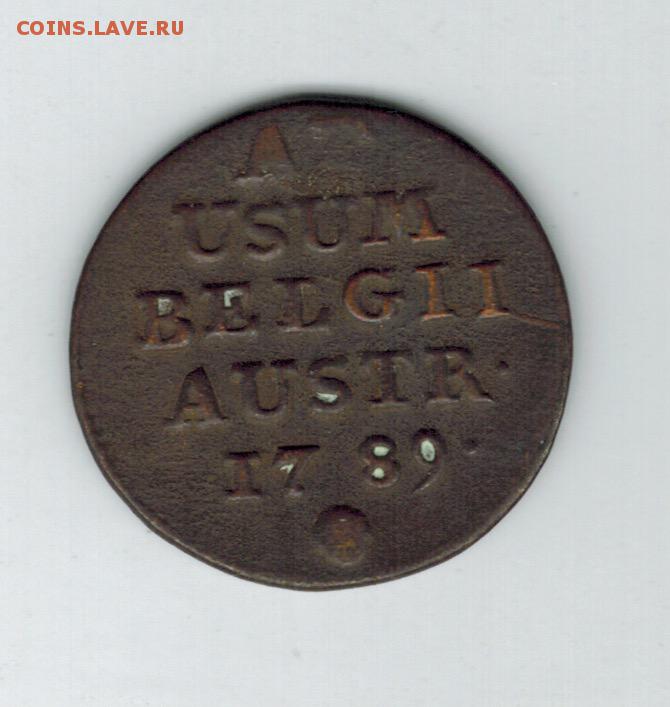 COINS.LAVE.RU
USUM
BELGII
AUSTR.
1789.